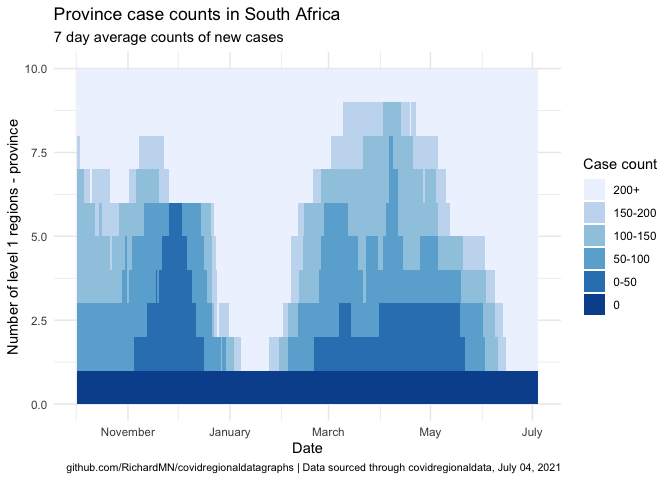 Province case counts in South Africa
7 day average counts of new cases
Number of level 1 regions - province
10.0
7.5
5.0
2.5
0.0
November
January
March
May
July
Date
Case count
200+
150-200
100-150
50-100
0-50
0
github.com/RichardMN/covidregionaldatagraphs | Data sourced through covidregionaldata, July 04, 2021